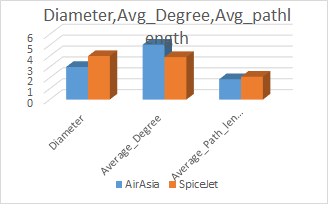 Diameter,Avg_Degree,Avg_pathl
ength
6
5
4
3
2
1
0
Diameter
Average_Degree
Average_Path_len...
AirAsia
SpiceJet